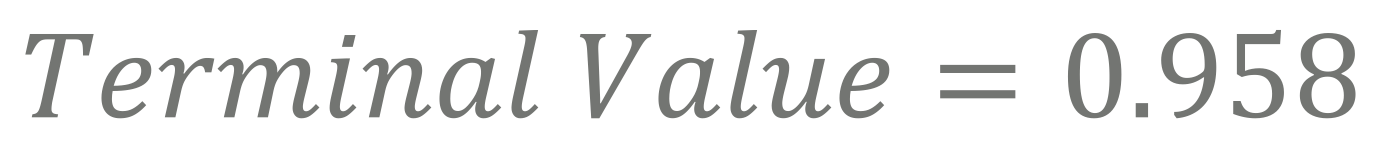 Terminal Value = 0.958